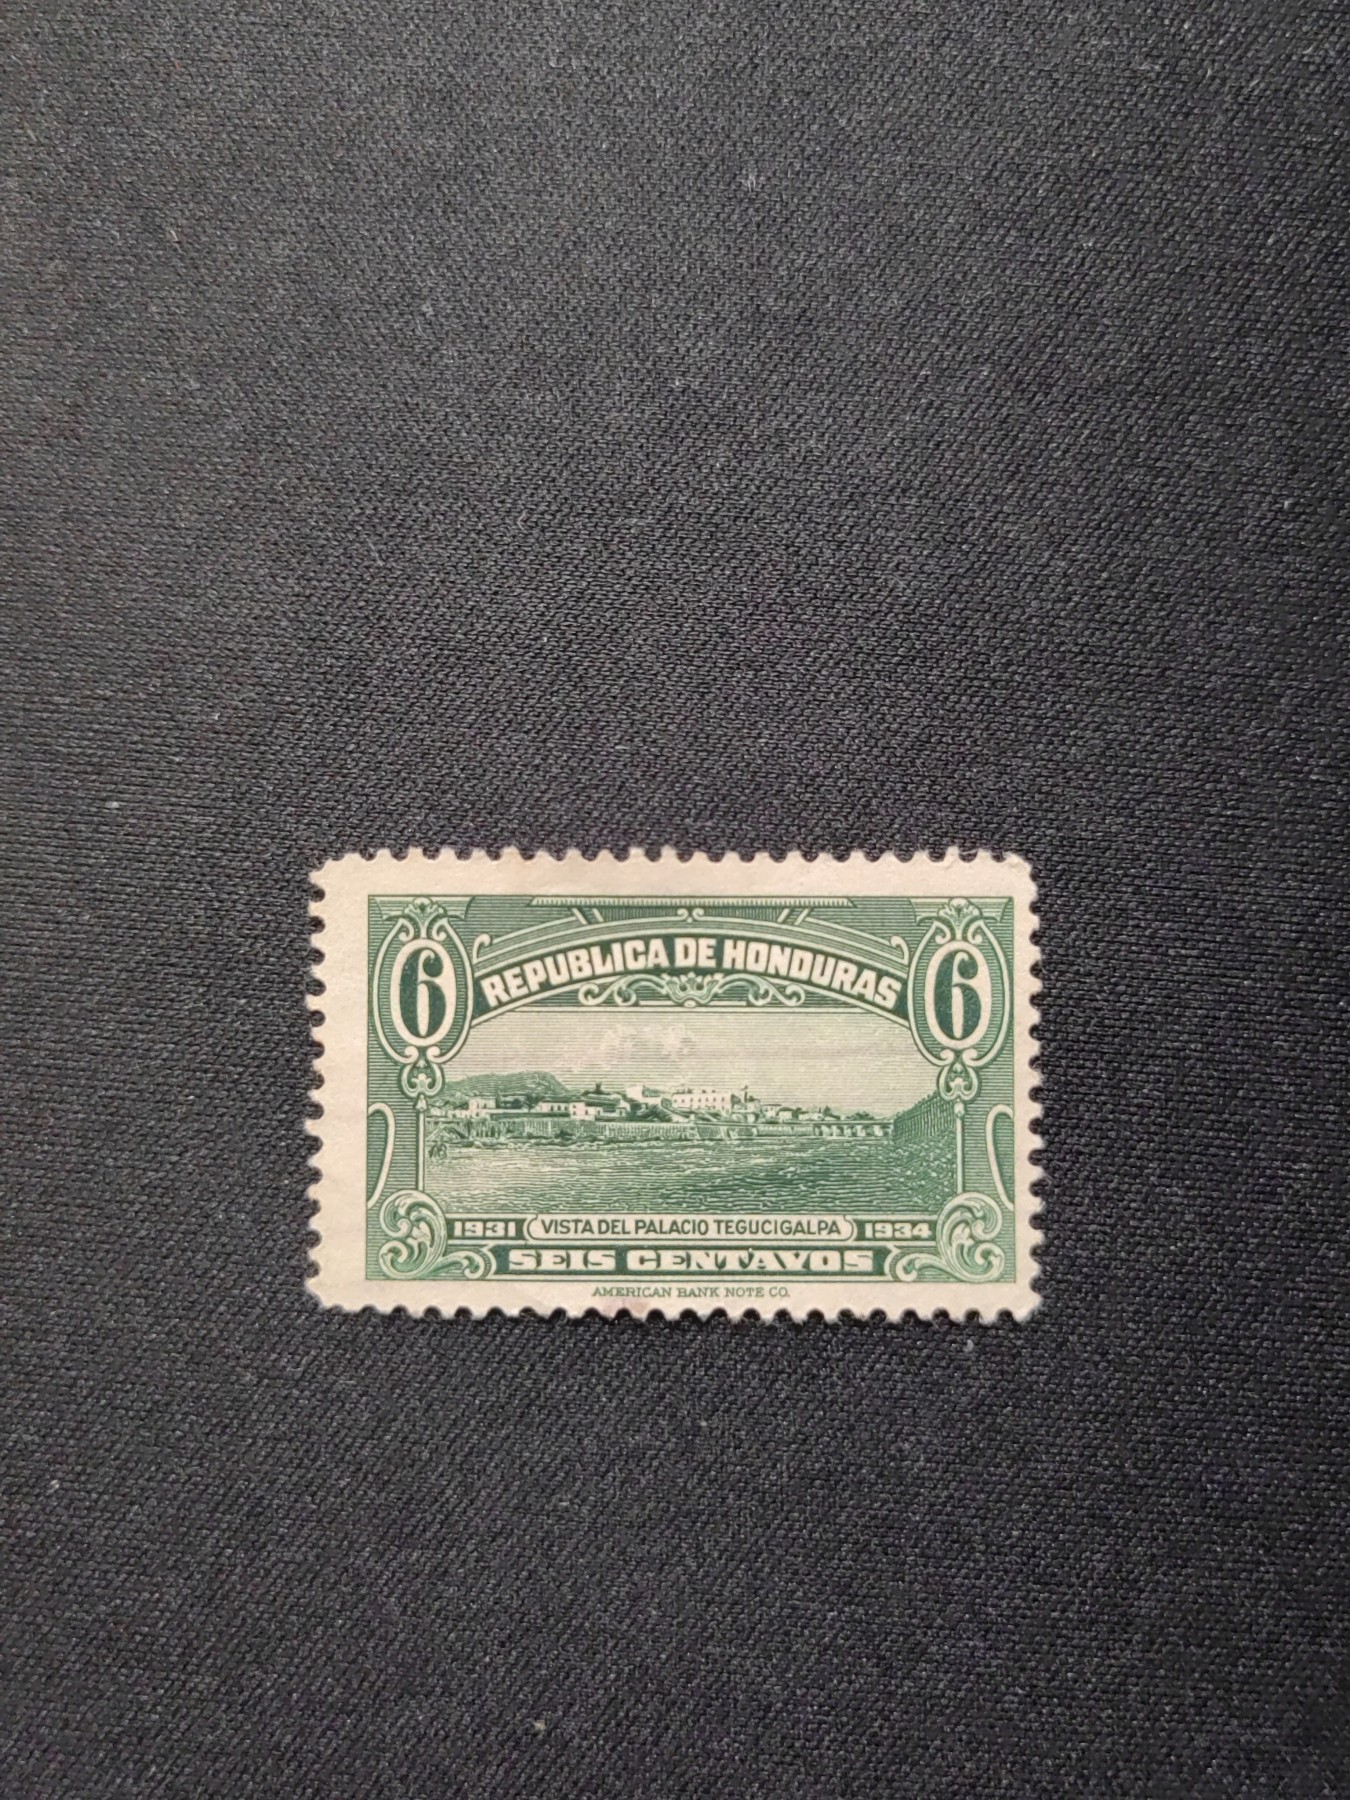 6 REPUBLICA DE HONDURAS 6
1931 VISTA DEL PALACIO TEGUCIGALPA 1934
SEIS CENTAVOS
AMERICAN BANK NOTE CO.